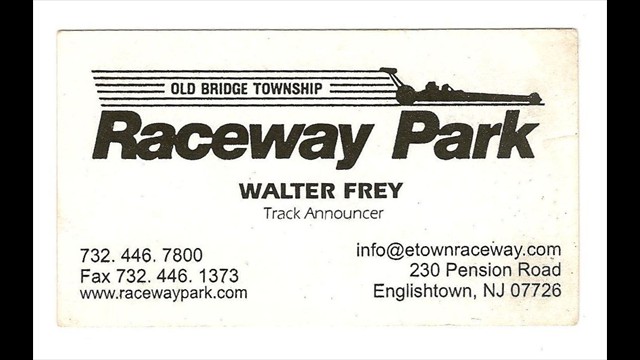 OLD BRIDGE TOWNSHIP
Raceway Park
WALTER FREY
Track Announcer
732. 446. 7800
Fax 732. 446. 1373
www.racewaypark.com
info@etownraceway.com
230 Pension Road
Englishtown, NJ 07726